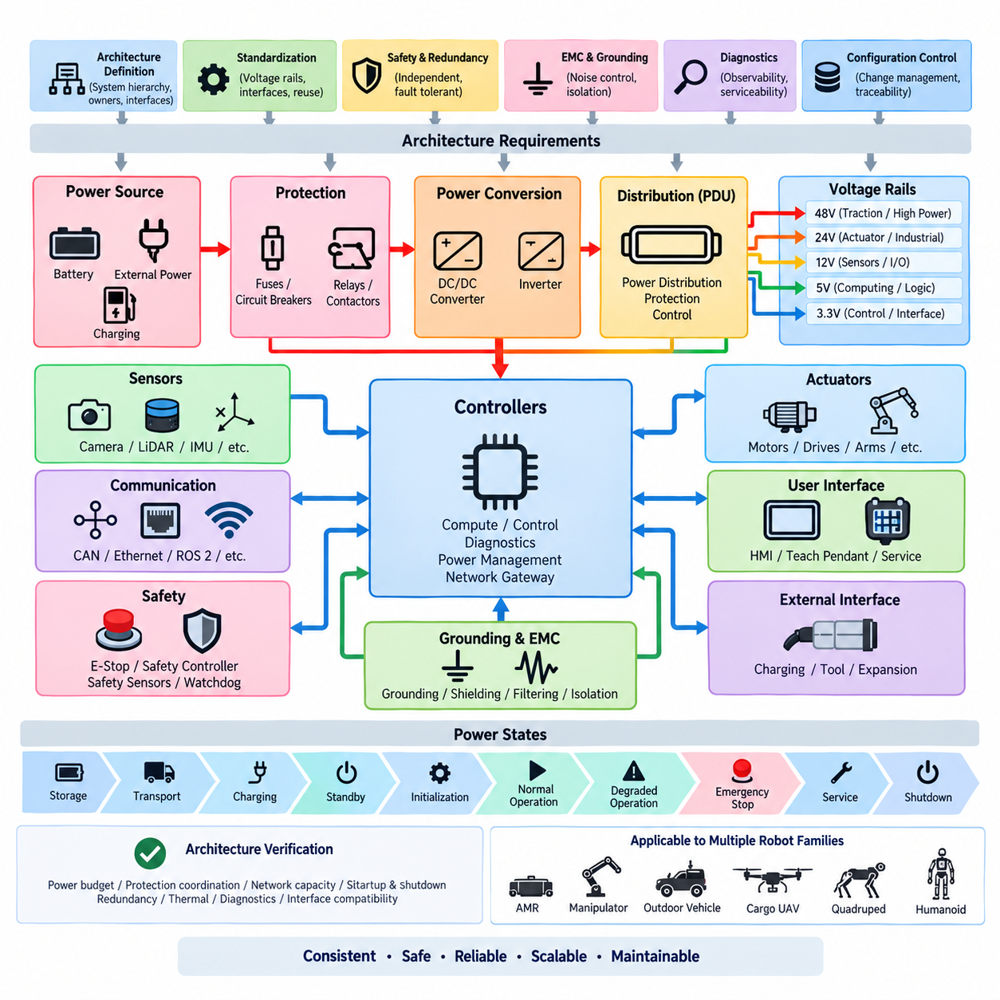 Architecture
Definition
(System hierarchy,
owners, interfaces)
Standardization
(Voltage rails,
interfaces, reuse)
Safety & Redundancy
(Independent,
fault tolerant)
EMC & Grounding
(Noise control,
isolation)
Diagnostics
(Observability,
serviceability)
Configuration Control
(Change management,
traceability)
Architecture Requirements
Power Source
Battery
External Power
Charging
Protection
Fuses /
Circuit Breakers
Relays /
Contactors
Power Conversion
DC/DC
Converter
Inverter
Distribution (PDU)
Power Distribution
Protection
Control
Voltage Rails
48V (Traction / High Power)
24V (Actuator / Industrial)
12V (Sensors / I/O)
5V (Computing / Logic)
3.3V (Control / Interface)
Sensors
X
Camera / LiDAR / IMU / etc.
Communication
CAN / Ethernet / ROS 2 / etc.
Safety
E-Stop / Safety Controller
Safety Sensors / Watchdog
Controllers
Compute / Control
Diagnostics
Power Management
Network Gateway
Grounding & EMC
Grounding / Shielding / Filtering / Isolation
Actuators
Motors / Drives / Arms / etc.
User Interface
HMI / Teach Pendant / Service
External Interface
Charging / Tool / Expansion
Power States
Storage
Transport
Charging
Standby
Initialization
Normal
Operation
Degraded
Operation
Emergency
Stop
Service
Shutdown
Architecture Verification
Power budget / Protection coordination / Network capacity / Sitartup & shutdown
Redundancy / Thermal / Diagnostics / Interface compatibility
Applicable to Multiple Robot Families
AMR
Manipulator
Outdoor Vehicle
Cargo UAV
Quadruped
Humanoid
Consistent • Safe • Reliable • Scalable • Maintainable